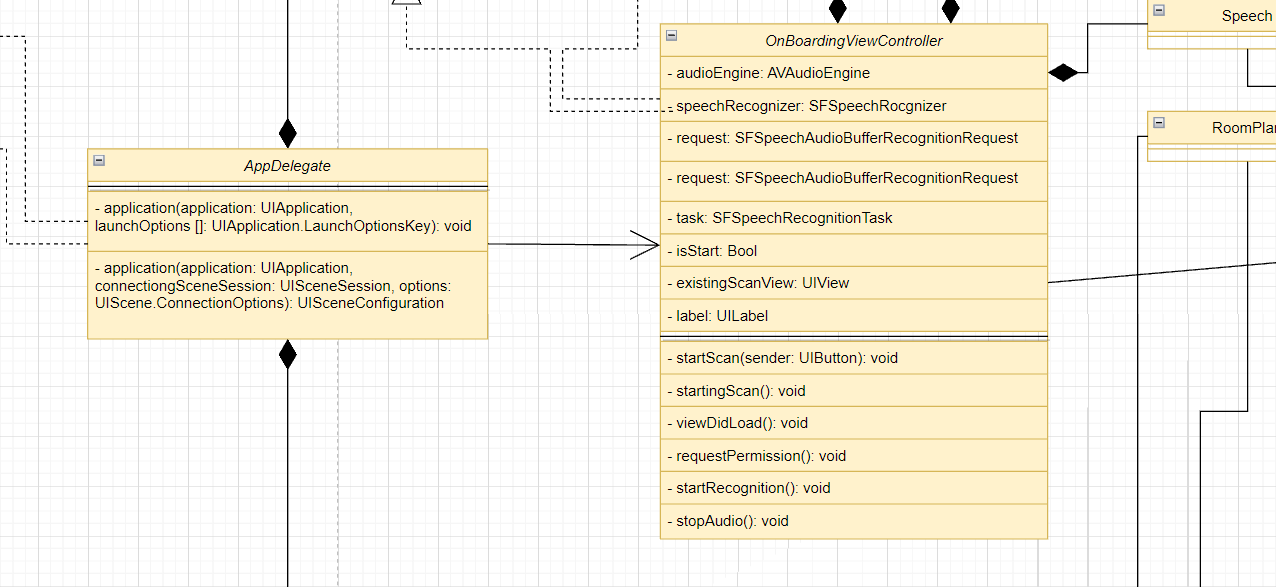 OnBoardingViewController
- audioEngine: AVAudioEngine
- speechRecognizer: SFSpeechRocgnizer
- request: SFSpeechAudioBufferRecognitionRequest
- request: SFSpeechAudioBufferRecognitionRequest
- task: SFSpeechRecognitionTask
- isStart: Bool
- existingScanView: UIView
- label: UILabel
- startScan(sender: UIButton): void
- startingScan(): void
- viewDidLoad(): void
- requestPermission(): void
- startRecognition(): void
- stopAudio(): void
AppDelegate
- application(application: UIApplication,
launchOptions []: UIApplication.LaunchOptionsKey): void
- application(application: UIApplication,
connectiongSceneSession: UISceneSession, options:
UIScene.ConnectionOptions): UISceneConfiguration
Speech